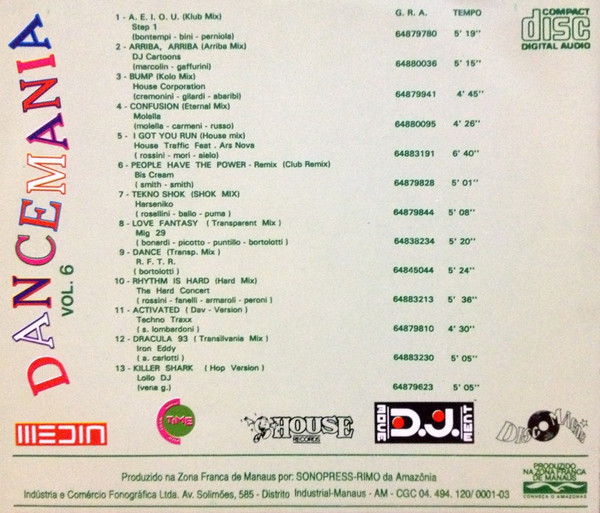 DANCEMANIA
VOL. 6
G. R. A. TEMPO
COMPACT
disc
DIGITAL AUDIO
1 - A. E. I. O. U. (Klub Mix)
Step 1
(bontempi - bini - perniola) 64879780 5' 19''
2 - ARRIBA, ARRIBA (Arriba Mix)
DJ Cartoons
(marcolin - gaffurini) 64880036 5' 15''
3 - BUMP (Kolo Mix)
House Corporation
(cremonini - gilardi - abaribi) 64879941 4' 45''
4 - CONFUSION (Eternal Mix)
Molella
(molella - carmeni - russo) 64880095 4' 26''
5 - I GOT YOU RUN (House mix)
House Traffic Feat. Ars Nova
( rossini - mori - aielo) 64883191 6' 40''
6 - PEOPLE HAVE THE POWER - Remix (Club Remix)
Bis Cream
( smith - smith) 64879828 5' 01''
7 - TEKNO SHOK (SHOK MIX)
Harseniko
( rosellini - ballo - puma ) 64879844 5' 08''
8 - LOVE FANTASY ( Transparent Mix )
Mig 29
( bonardi - picotto - puntillo - bortolotti ) 64838234 5' 20''
9 - DANCE (Transp. Mix )
R. F. T. R.
( bortolotti ) 64845044 5' 24''
10 - RHYTHM IS HARD (Hard Mix)
The Hard Concert
( rossini - fanelli - armaroli - peroni ) 64883213 5' 36''
11 - ACTIVATED ( Dav - Version )
Techno Traxx
( s. lombardoni ) 64879810 4' 30''
12 - DRACULA 93 ( Transilvania Mix )
Iron Eddy
( a. carlotti ) 64883230 5' 05''
13 - KILLER SHARK ( Hop Version )
Lollo DJ
(vena g.) 64879623 5' 05''
TIME
HOUSE
RECORDS
D.J.
MOVE
MENT
DISCO MAGIC
PRODUZIDO
NA ZONA FRANCA
DE MANAUS
CONHEÇA O AMAZONAS
Produzido na Zona Franca de Manaus por: SONOPRESS-RIMO da Amazônia
Indústria e Comércio Fonográfica Ltda. Av. Solimões, 585 - Distrito Industrial-Manaus - AM - CGC 04. 494. 120/ 0001-03